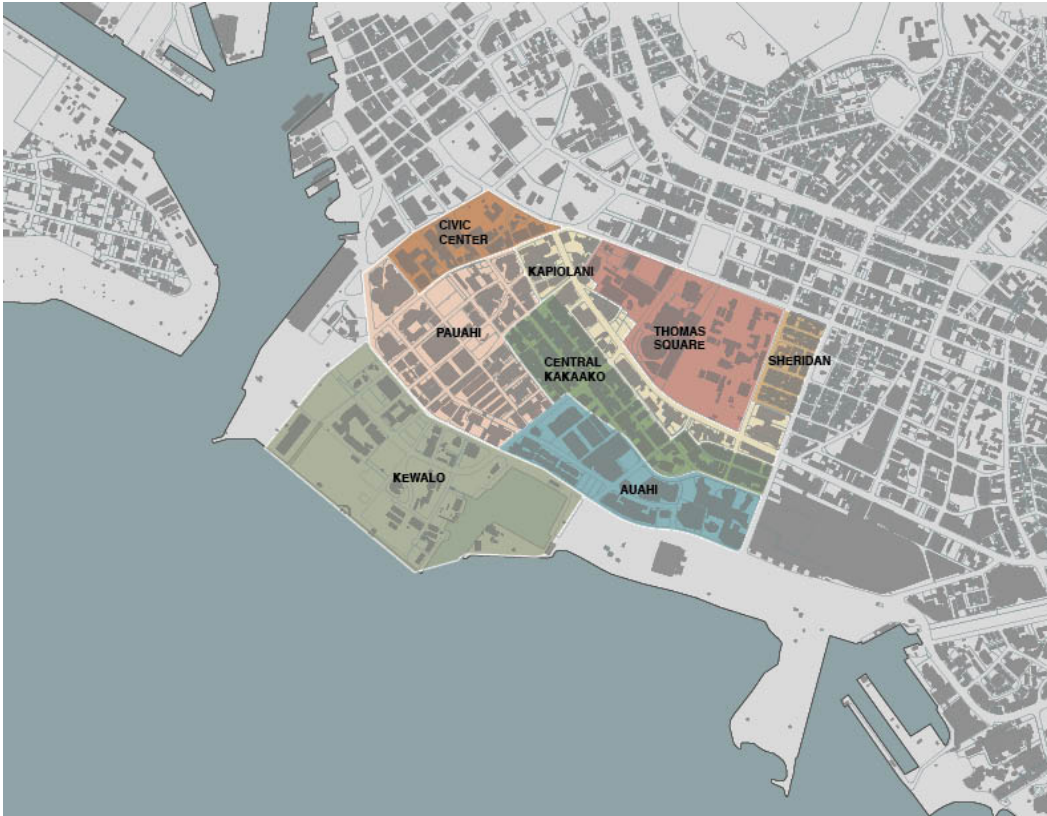 CIVIC
CENTER
KAPIOLANI
PAUAHI
THOMAS
SQUARE
CENTRAL
KAKAAKO
SHERIDAN
KEWALO
AUAHI